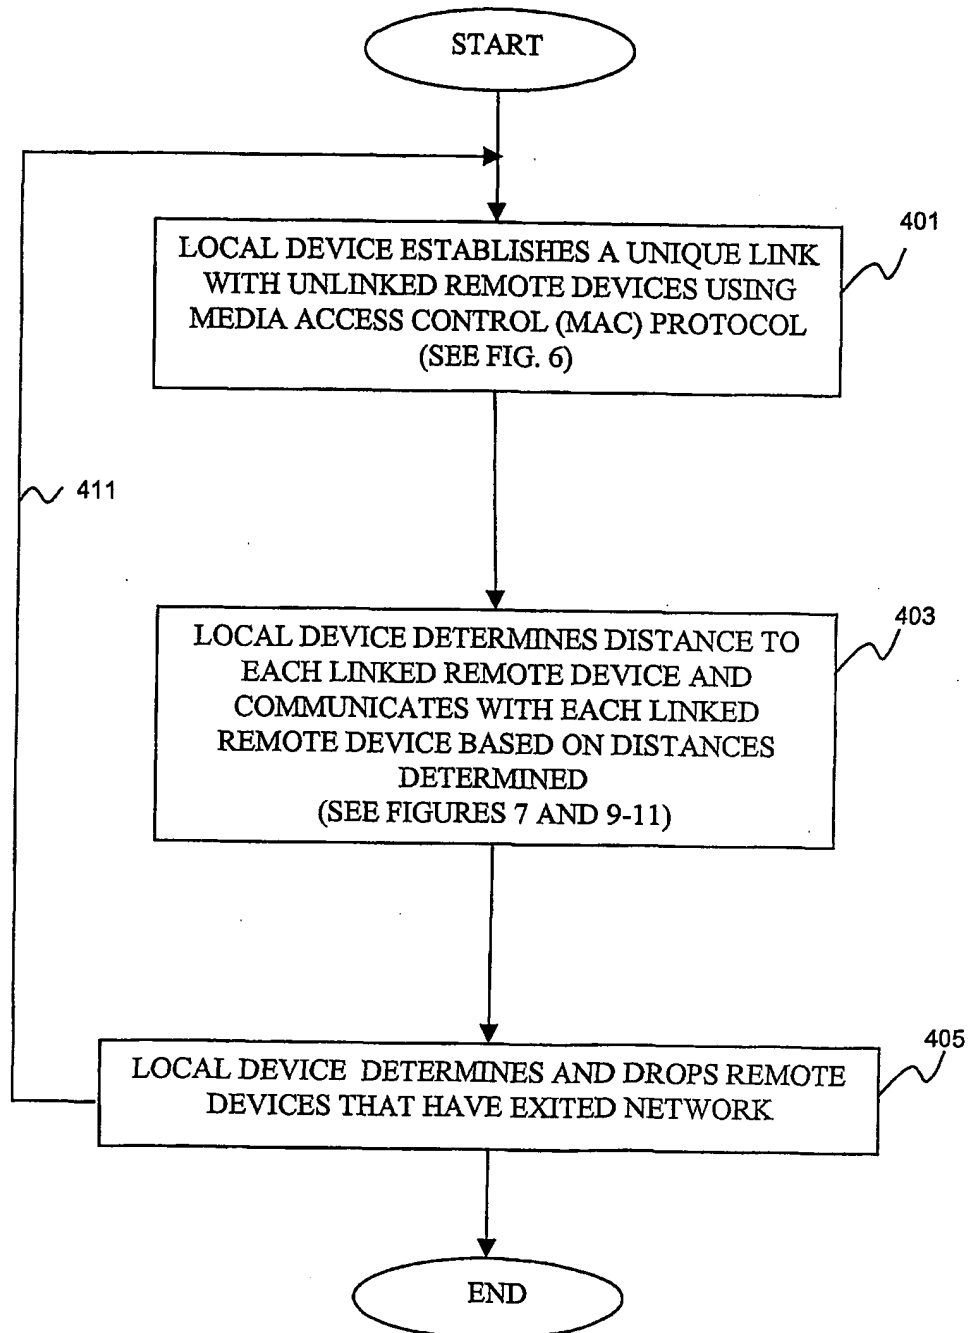 START
401
LOCAL DEVICE ESTABLISHES A UNIQUE LINK
WITH UNLINKED REMOTE DEVICES USING
MEDIA ACCESS CONTROL (MAC) PROTOCOL
(SEE FIG. 6)
411
403
LOCAL DEVICE DETERMINES DISTANCE TO
EACH LINKED REMOTE DEVICE AND
COMMUNICATES WITH EACH LINKED
REMOTE DEVICE BASED ON DISTANCES
DETERMINED
(SEE FIGURES 7 AND 9-11)
405
LOCAL DEVICE DETERMINES AND DROPS REMOTE
DEVICES THAT HAVE EXITED NETWORK
END